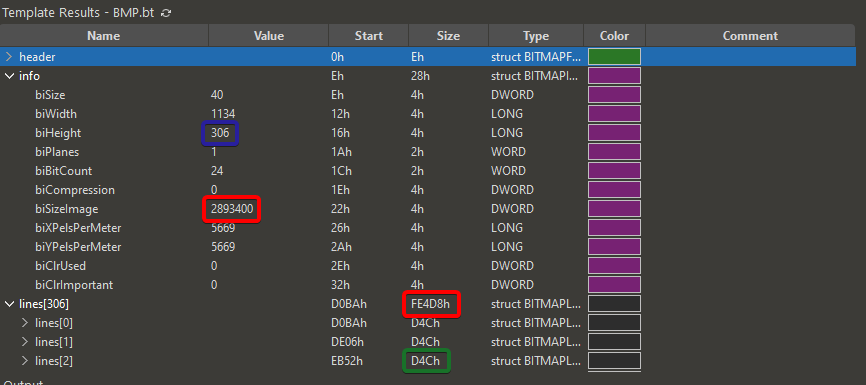 Template Results - BMP.bt
Name Value Start Size Type Color Comment
header 0h Eh struct BITMAPF...
info Eh 28h struct BITMAPI...
biSize 40 Eh 4h DWORD
biWidth 1134 12h 4h LONG
biHeight 306 16h 4h LONG
biPlanes 1 1Ah 2h WORD
biBitCount 24 1Ch 2h WORD
biCompression 0 1Eh 4h DWORD
biSizeImage 2893400 22h 4h DWORD
biXPelsPerMeter 5669 26h 4h LONG
biYPelsPerMeter 5669 2Ah 4h LONG
biClrUsed 0 2Eh 4h DWORD
biClrImportant 0 32h 4h DWORD
lines[306] D0BAh FE4D8h struct BITMAPL...
lines[0] D0BAh D4Ch struct BITMAPL...
lines[1] DE06h D4Ch struct BITMAPL...
lines[2] EB52h D4Ch struct BITMAPL...